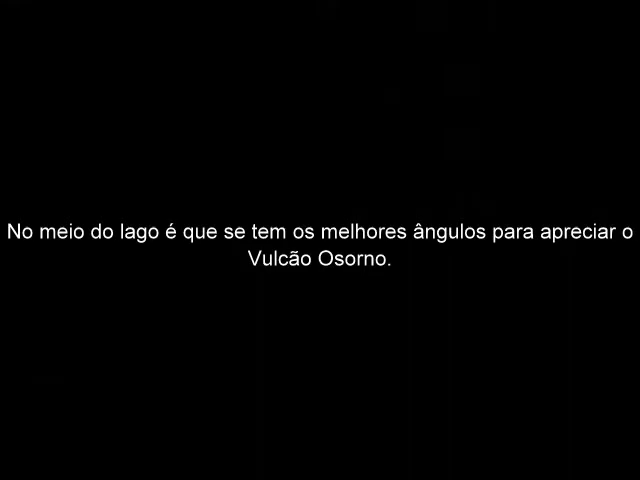 No meio do lago é que se tem os melhores ângulos para apreciar o
Vulcão Osorno.